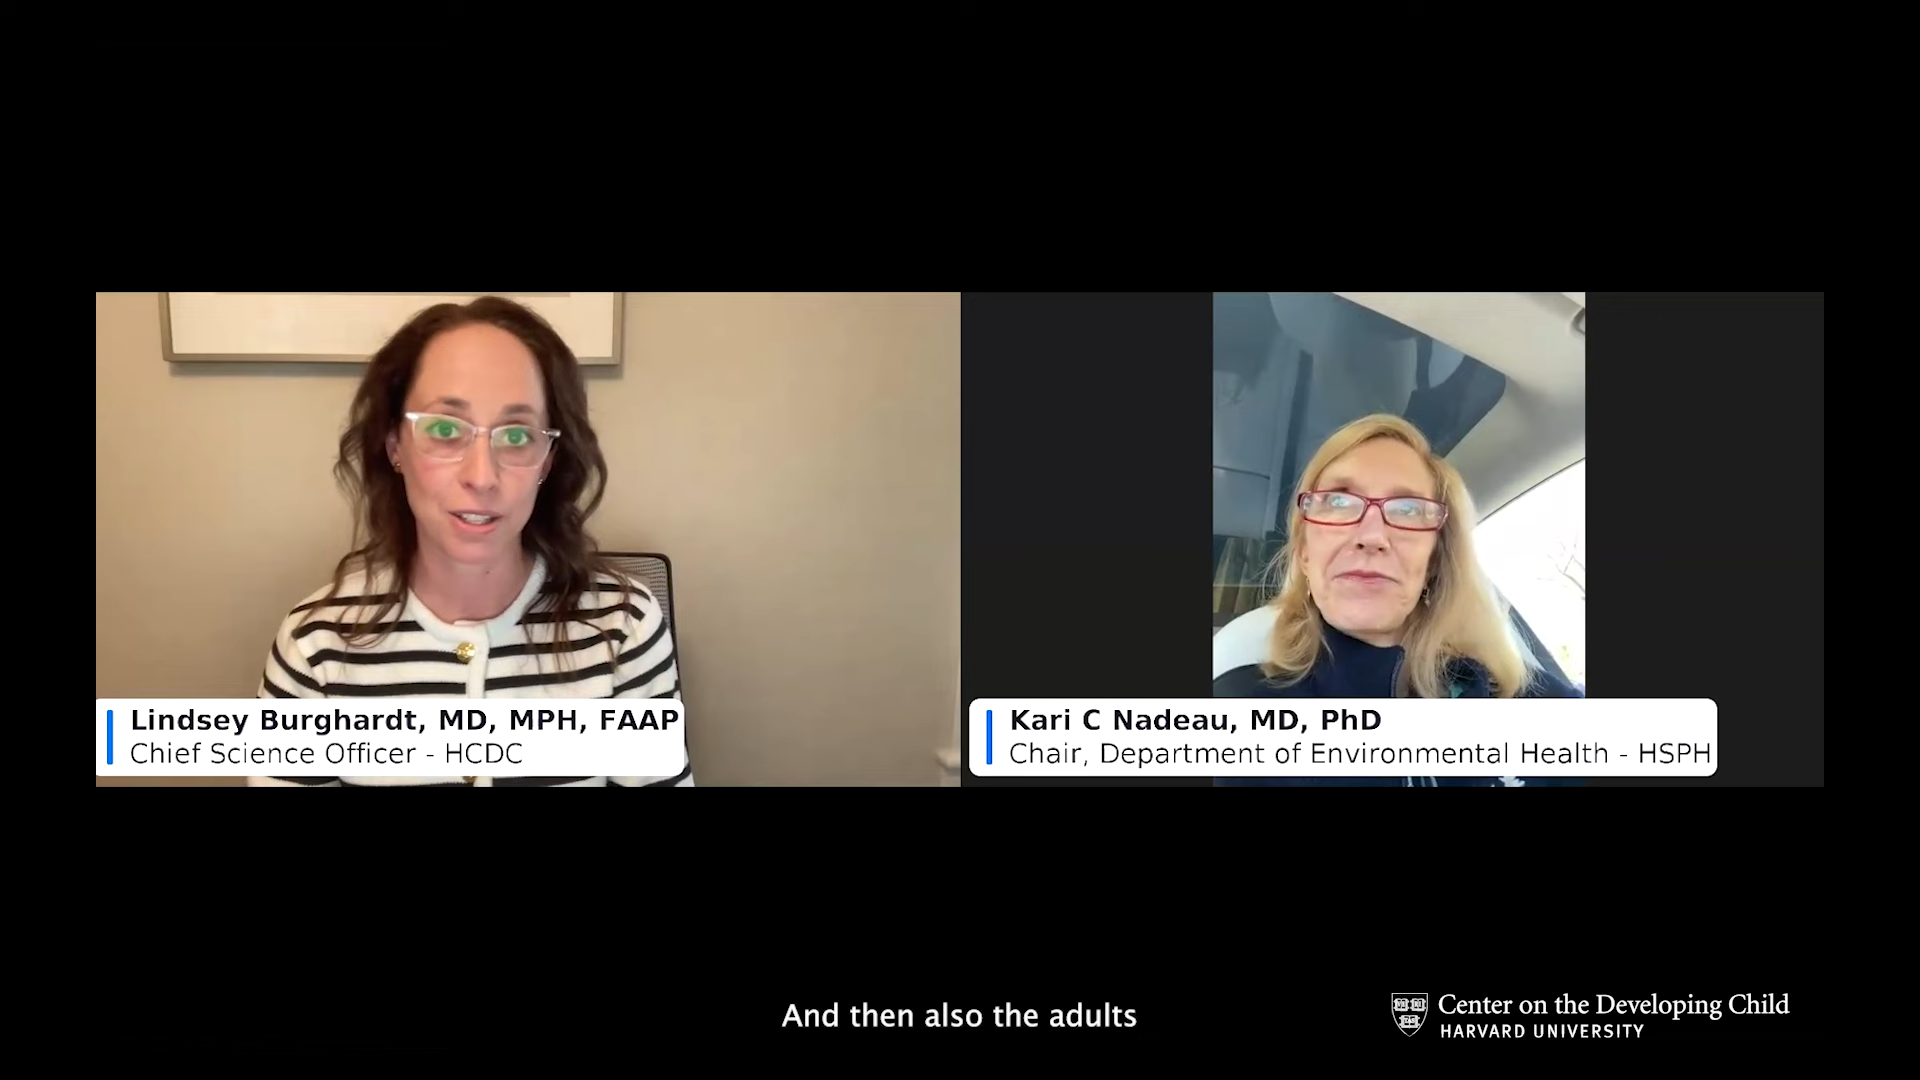 Lindsey Burghardt, MD, MPH, FAAP
Chief Science Officer - HCDC
Kari C Nadeau, MD, PhD
Chair, Department of Environmental Health - HSPH
And then also the adults
Center on the Developing Child
HARVARD UNIVERSITY